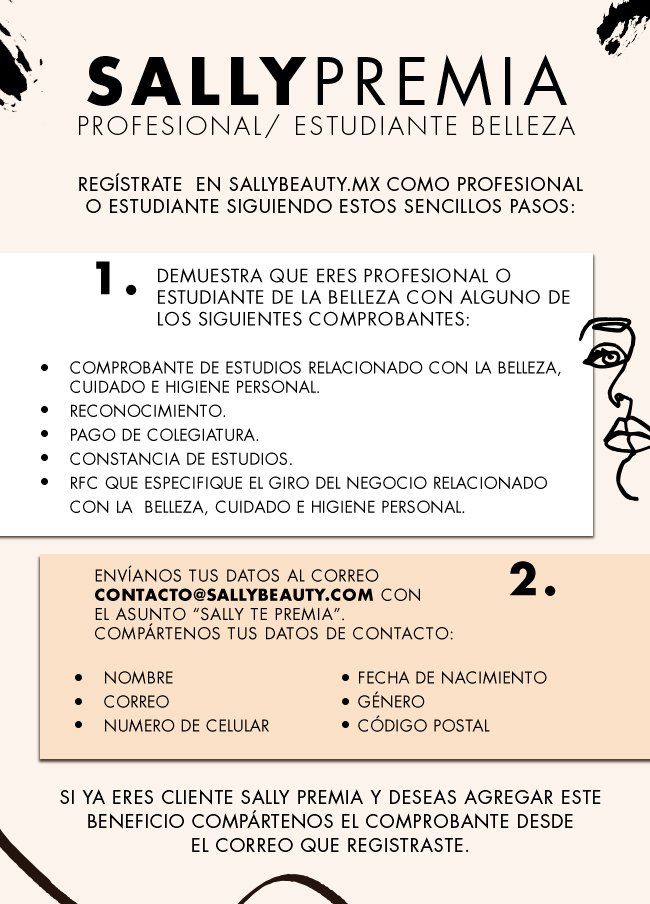 SALLYPREMIA
PROFESIONAL/ ESTUDIANTE BELLEZA
REGÍSTRATE EN SALLYBEAUTY.MX COMO PROFESIONAL
O ESTUDIANTE SIGUIENDO ESTOS SENCILLOS PASOS:
1. DEMUESTRA QUE ERES PROFESIONAL O
ESTUDIANTE DE LA BELLEZA CON ALGUNO DE
LOS SIGUIENTES COMPROBANTES:
• COMPROBANTE DE ESTUDIOS RELACIONADO CON LA BELLEZA,
CUIDADO E HIGIENE PERSONAL.
• RECONOCIMIENTO.
• PAGO DE COLEGIATURA.
• CONSTANCIA DE ESTUDIOS.
• RFC QUE ESPECIFIQUE EL GIRO DEL NEGOCIO RELACIONADO
CON LA BELLEZA, CUIDADO E HIGIENE PERSONAL.
2.
ENVÍANOS TUS DATOS AL CORREO
CONTACTO@SALLYBEAUTY.COM CON
EL ASUNTO “SALLY TE PREMIA”.
COMPÁRTENOS TUS DATOS DE CONTACTO:
• NOMBRE
• CORREO
• NUMERO DE CELULAR
• FECHA DE NACIMIENTO
• GÉNERO
• CÓDIGO POSTAL
SI YA ERES CLIENTE SALLY PREMIA Y DESEAS AGREGAR ESTE
BENEFICIO COMPÁRTENOS EL COMPROBANTE DESDE
EL CORREO QUE REGISTRASTE.